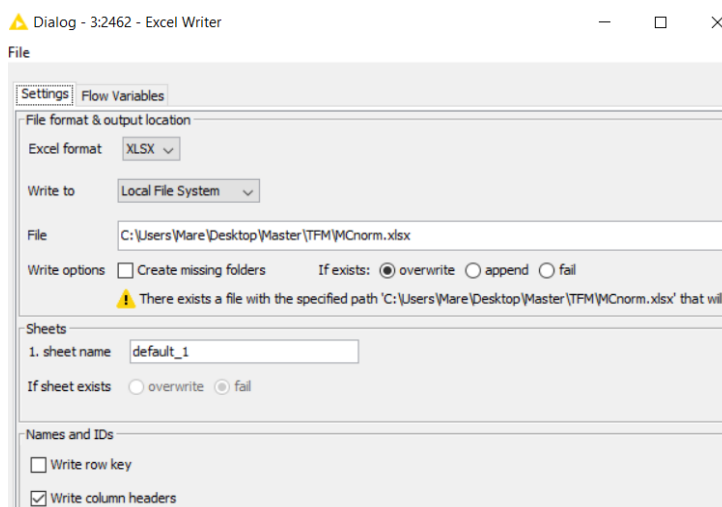 Dialog - 3:2462 - Excel Writer
File
Settings Flow Variables
File format & output location
Excel format XLSX
Write to Local File System
File C:\Users\Mare\Desktop\Master\TFM\MCnorm.xlsx
Write options Create missing folders If exists: overwrite append fail
There exists a file with the specified path 'C:\Users\Mare\Desktop\Master\TFM\MCnorm.xlsx' that will
Sheets
1. sheet name default_1
If sheet exists overwrite fail
Names and IDs
Write row key
Write column headers